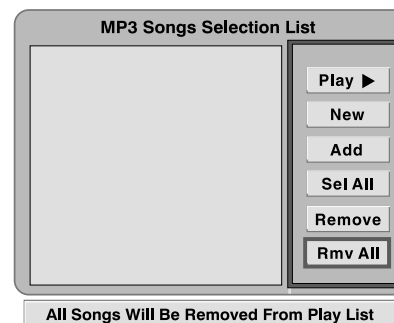 MP3 Songs Selection List
Play ▶
New
Add
Sel All
Remove
Rmv All
All Songs Will Be Removed From Play List